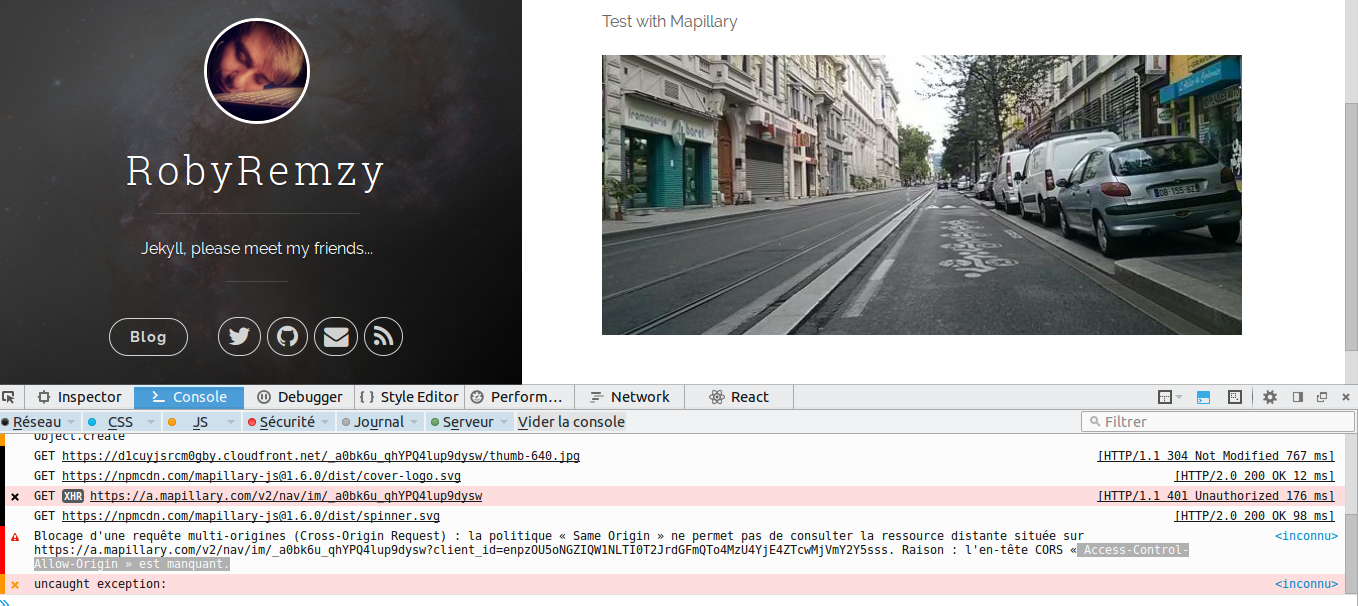 Test with Mapillary
fromagerie
RobyRemzy
DB-155-BZ
Jekyll, please meet my friends...
Blog
Inspector Console Debugger { } Style Editor Perform... Network React
Réseau CSS JS Sécurité Journal Serveur Vider la console Filtrer
Object.create
GET https://d1cuyjsrcm0gby.cloudfront.net/_a0bk6u_qhYPQ4lup9dysw/thumb-640.jpg [HTTP/1.1 304 Not Modified 767 ms]
GET https://npmcdn.com/mapillary-js@1.6.0/dist/cover-logo.svg [HTTP/2.0 200 OK 12 ms]
GET XHR https://a.mapillary.com/v2/nav/im/_a0bk6u_qhYPQ4lup9dysw [HTTP/1.1 401 Unauthorized 176 ms]
GET https://npmcdn.com/mapillary-js@1.6.0/dist/spinner.svg [HTTP/2.0 200 OK 98 ms]
Blocage d'une requête multi-origines (Cross-Origin Request) : la politique « Same Origin » ne permet pas de consulter la ressource distante située sur <inconnu>
https://a.mapillary.com/v2/nav/im/_a0bk6u_qhYPQ4lup9dysw?client_id=enpzOU5oNGZIQW1NLTI0T2JrdGFmQTo4MzU4YjE4ZTcwMjVmY2Y5sss. Raison : l'en-tête CORS « Access-Control-
Allow-Origin » est manquant.
uncaught exception: <inconnu>